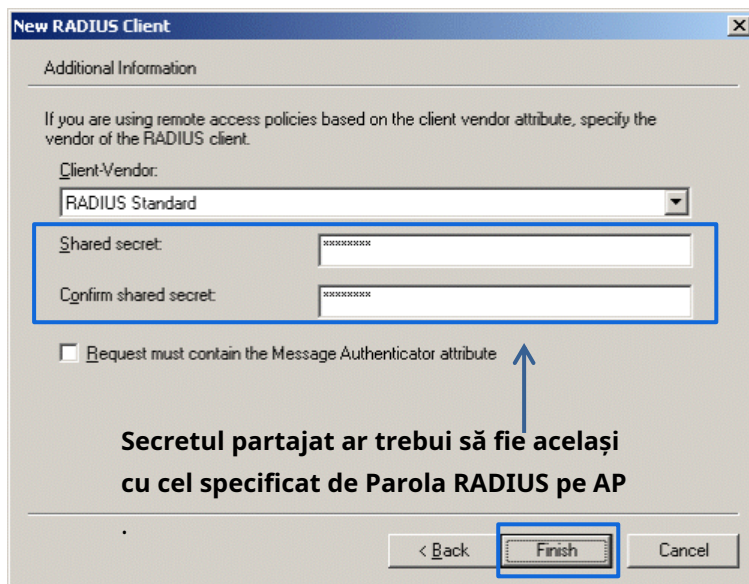 New RADIUS Client
Additional Information
If you are using remote access policies based on the client vendor attribute, specify the
vendor of the RADIUS client.
Client-Vendor:
RADIUS Standard
Shared secret:
××××××××
Confirm shared secret:
××××××××
Request must contain the Message Authenticator attribute
Secretul partajat ar trebui să fie același
cu cel specificat de Parola RADIUS pe AP
.
< Back
Finish
Cancel